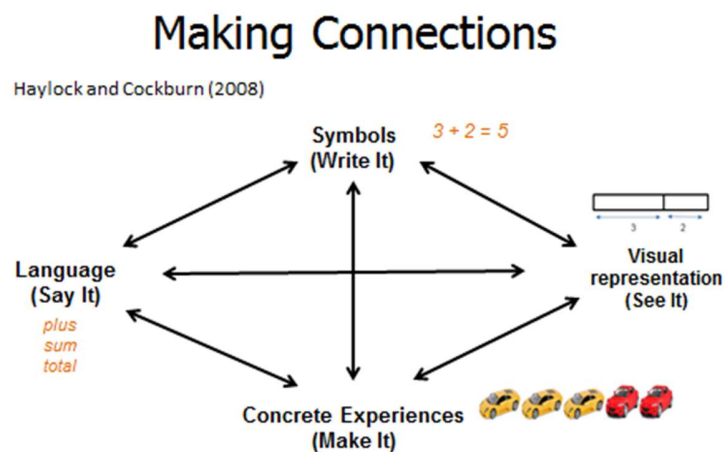 Making Connections
Haylock and Cockburn (2008)
Symbols
(Write It)
3 + 2 = 5
3
2
Language
(Say It)
plus
sum
total
Visual
representation
(See It)
Concrete Experiences
(Make It)